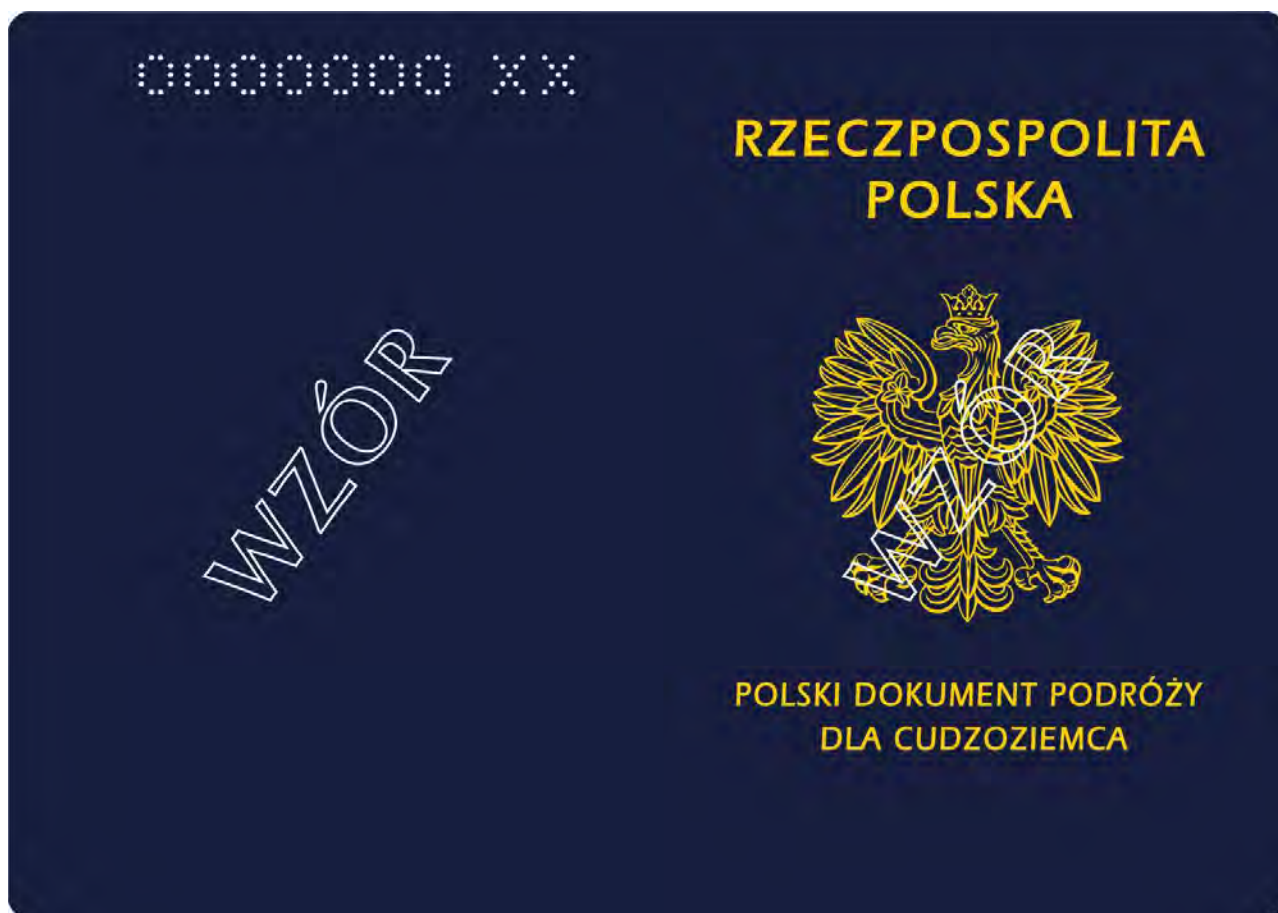 0000000 XX
WZÓR
RZECZPOSPOLITA
POLSKA
WZÓR
POLSKI DOKUMENT PODRÓŻY
DLA CUDZOZIEMCA